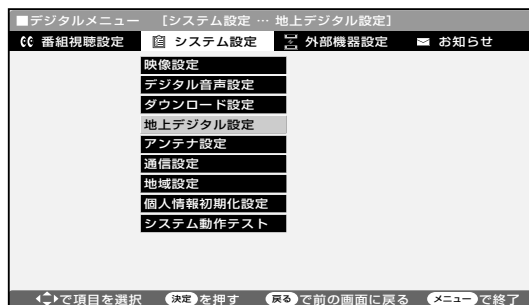 ■デジタルメニュー ［システム設定 … 地上デジタル設定］
番組視聴設定 システム設定 外部機器設定 お知らせ
映像設定
デジタル音声設定
ダウンロード設定
地上デジタル設定
アンテナ設定
通信設定
地域設定
個人情報初期化設定
システム動作テスト
で項目を選択 決定を押す 戻るで前の画面に戻る メニューで終了